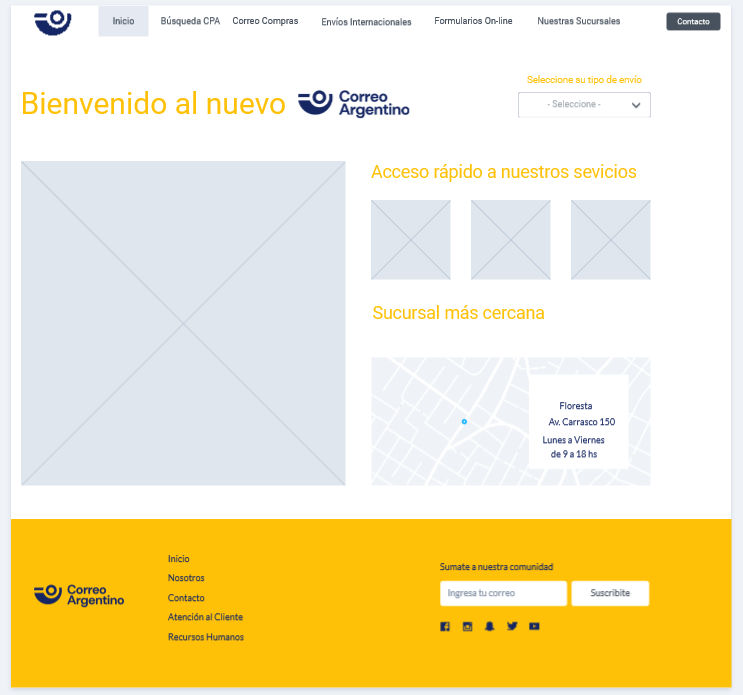 Inicio
Búsqueda CPA
Correo Compras
Envíos Internacionales
Formularios On-line
Nuestras Sucursales
Contacto
Bienvenido al nuevo
Correo
Argentino
Seleccione su tipo de envío
- Seleccione -
Acceso rápido a nuestros sevicios
Sucursal más cercana
Floresta
Av. Carrasco 150
Lunes a Viernes
de 9 a 18 hs
Correo
Argentino
Inicio
Nosotros
Contacto
Atención al Cliente
Recursos Humanos
Sumate a nuestra comunidad
Ingresa tu correo
Suscribite